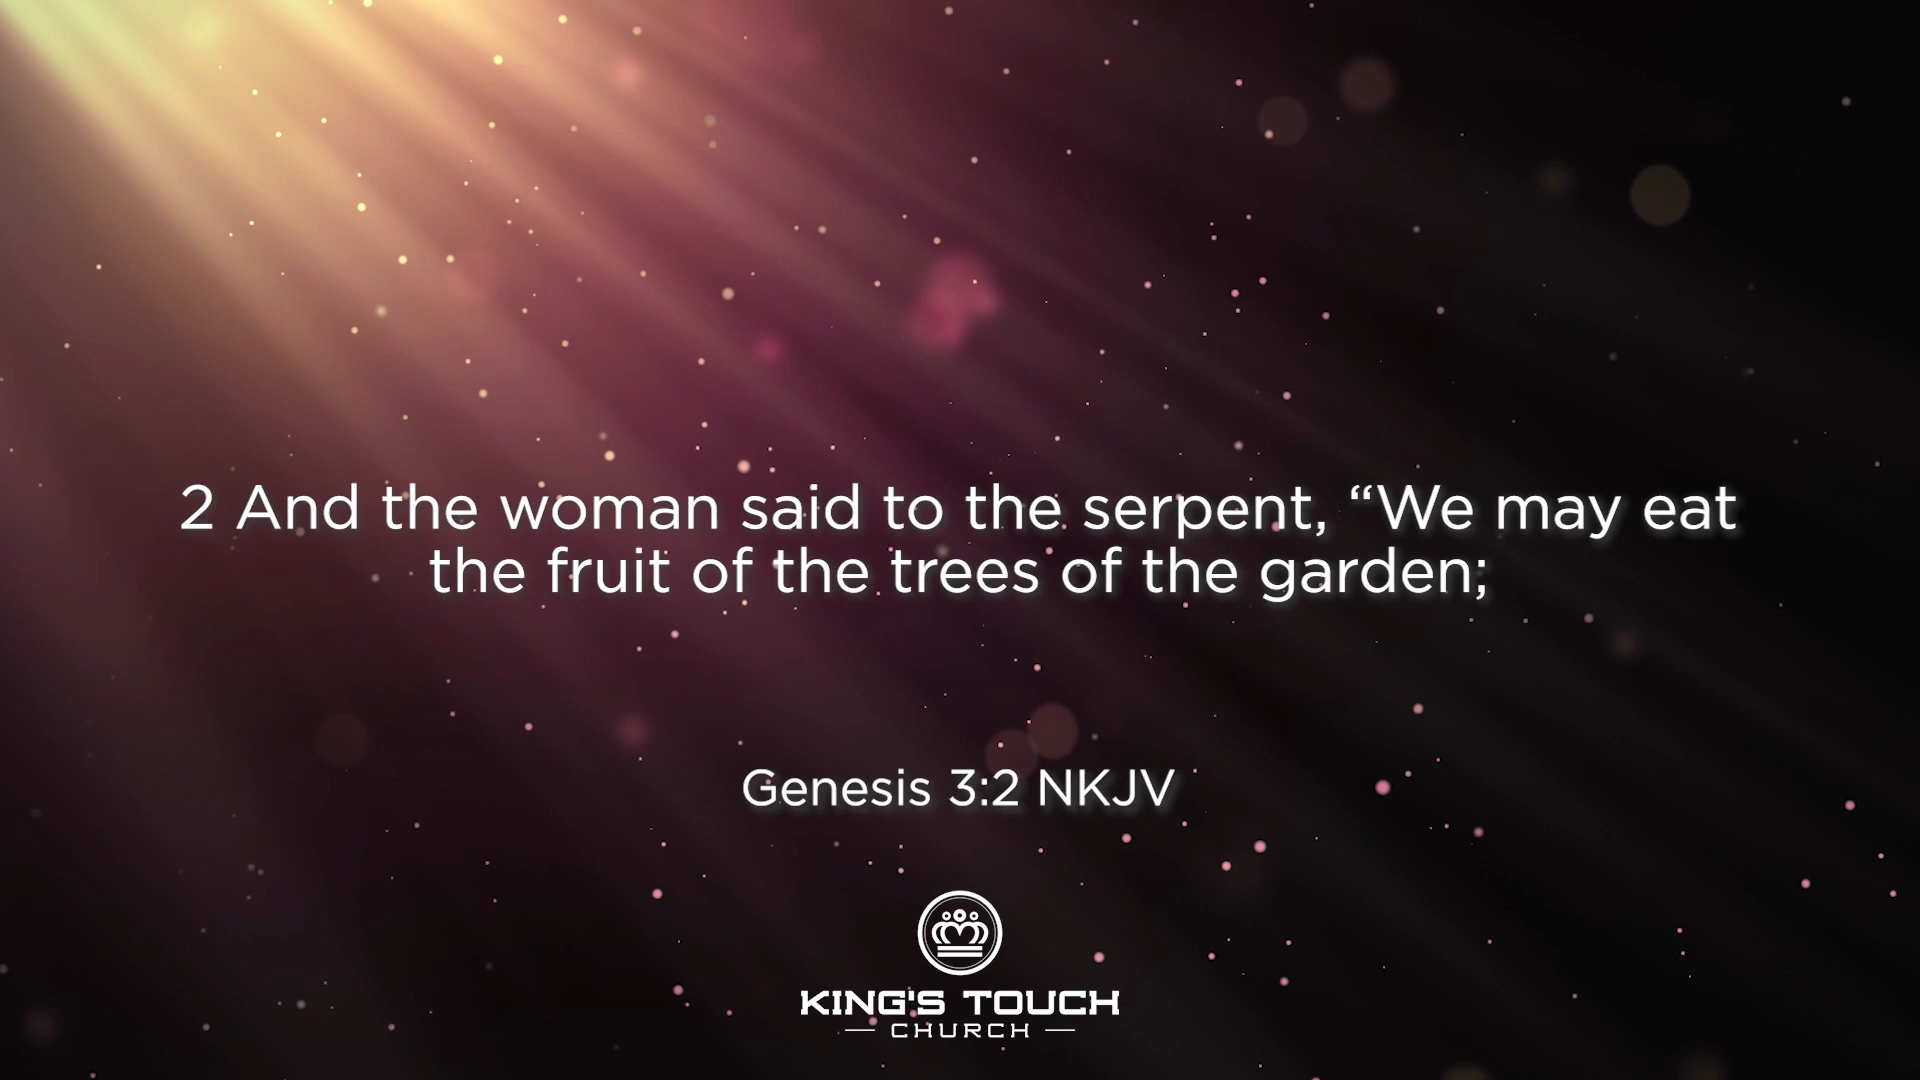 2 And the woman said to the serpent, “We may eat
the fruit of the trees of the garden;
Genesis 3:2 NKJV
KING'S TOUCH
CHURCH